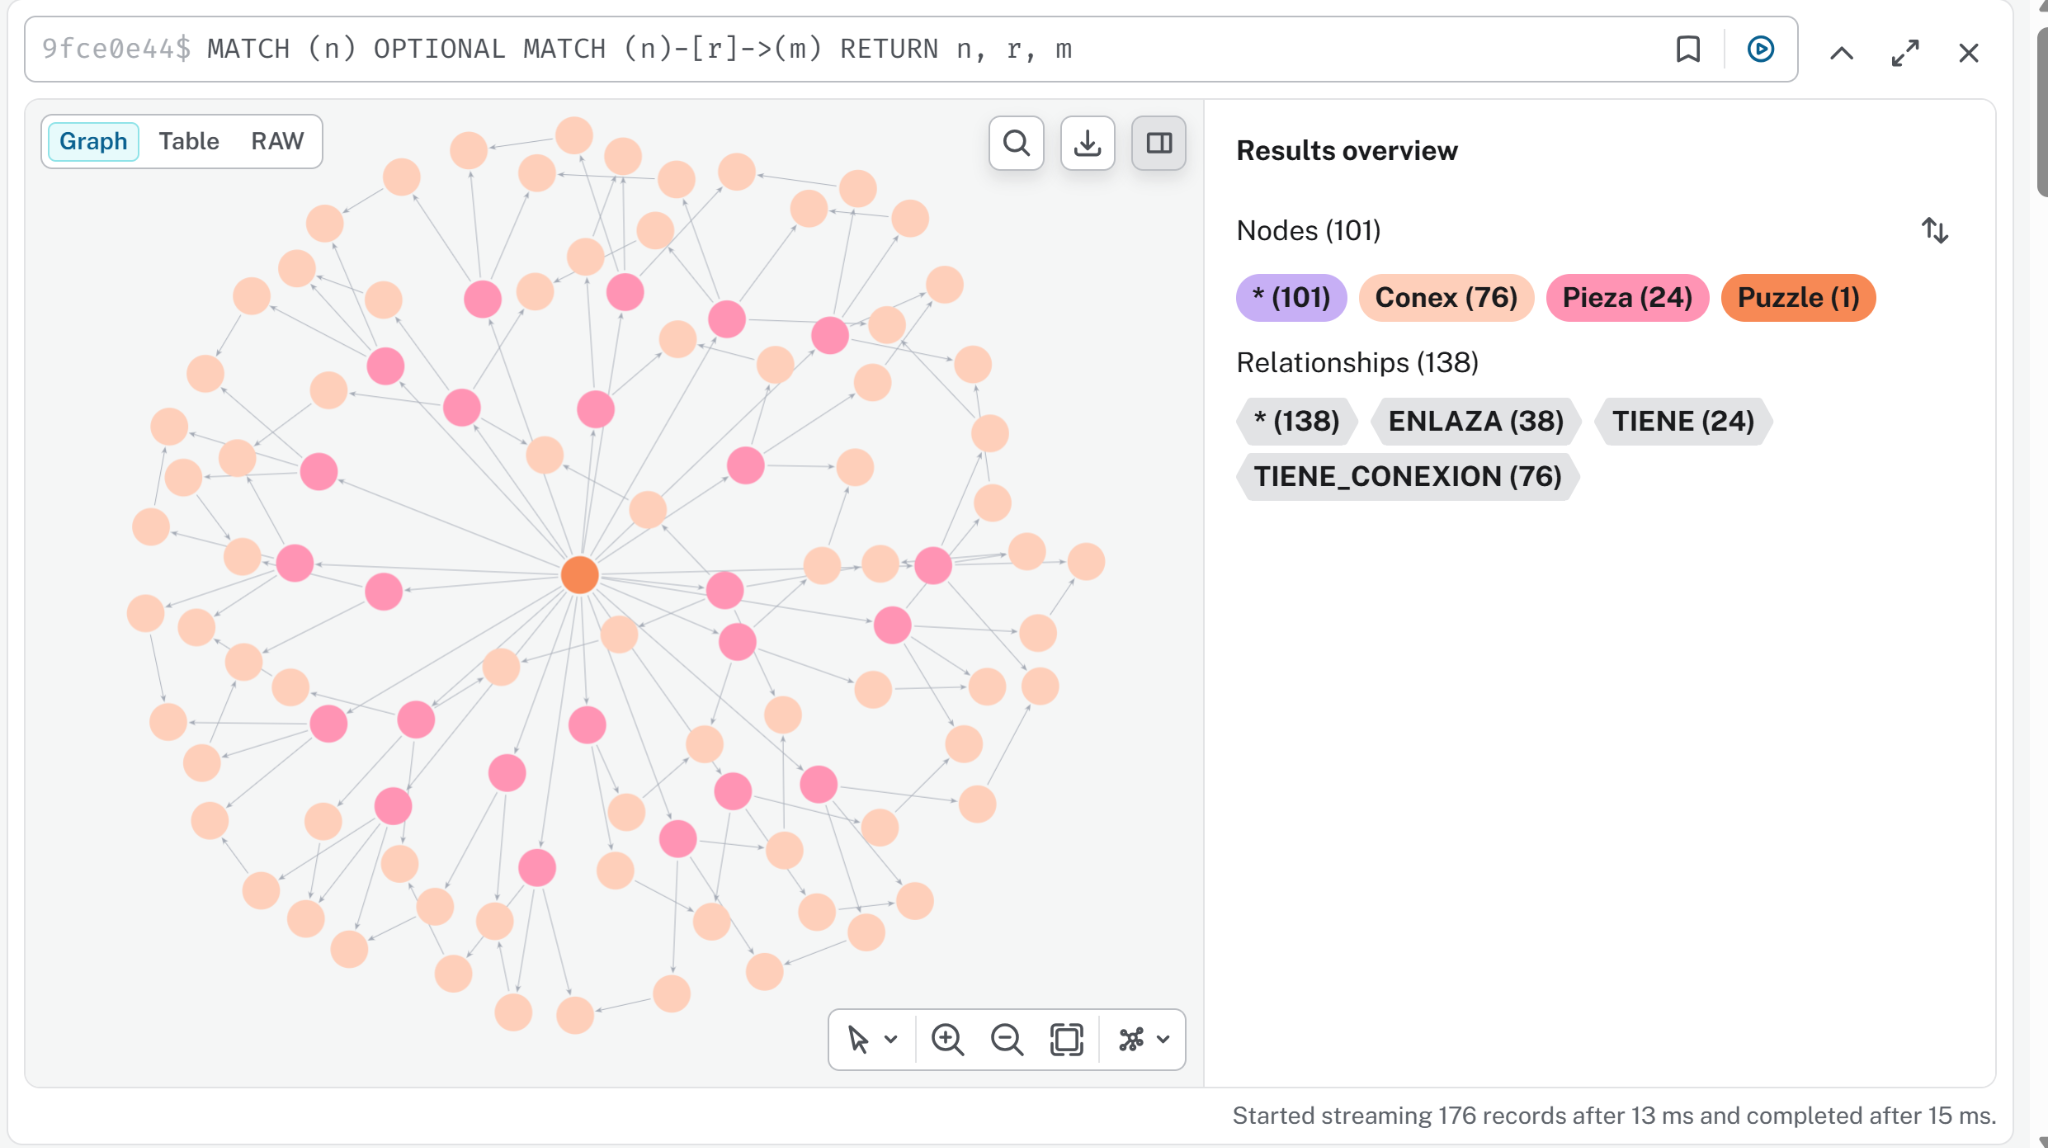 9fce0e44$ MATCH (n) OPTIONAL MATCH (n)-[r]->(m) RETURN n, r, m
Graph Table RAW
Results overview
Nodes (101)
* (101) Conex (76) Pieza (24) Puzzle (1)
Relationships (138)
* (138) ENLAZA (38) TIENE (24)
TIENE_CONEXION (76)
Started streaming 176 records after 13 ms and completed after 15 ms.